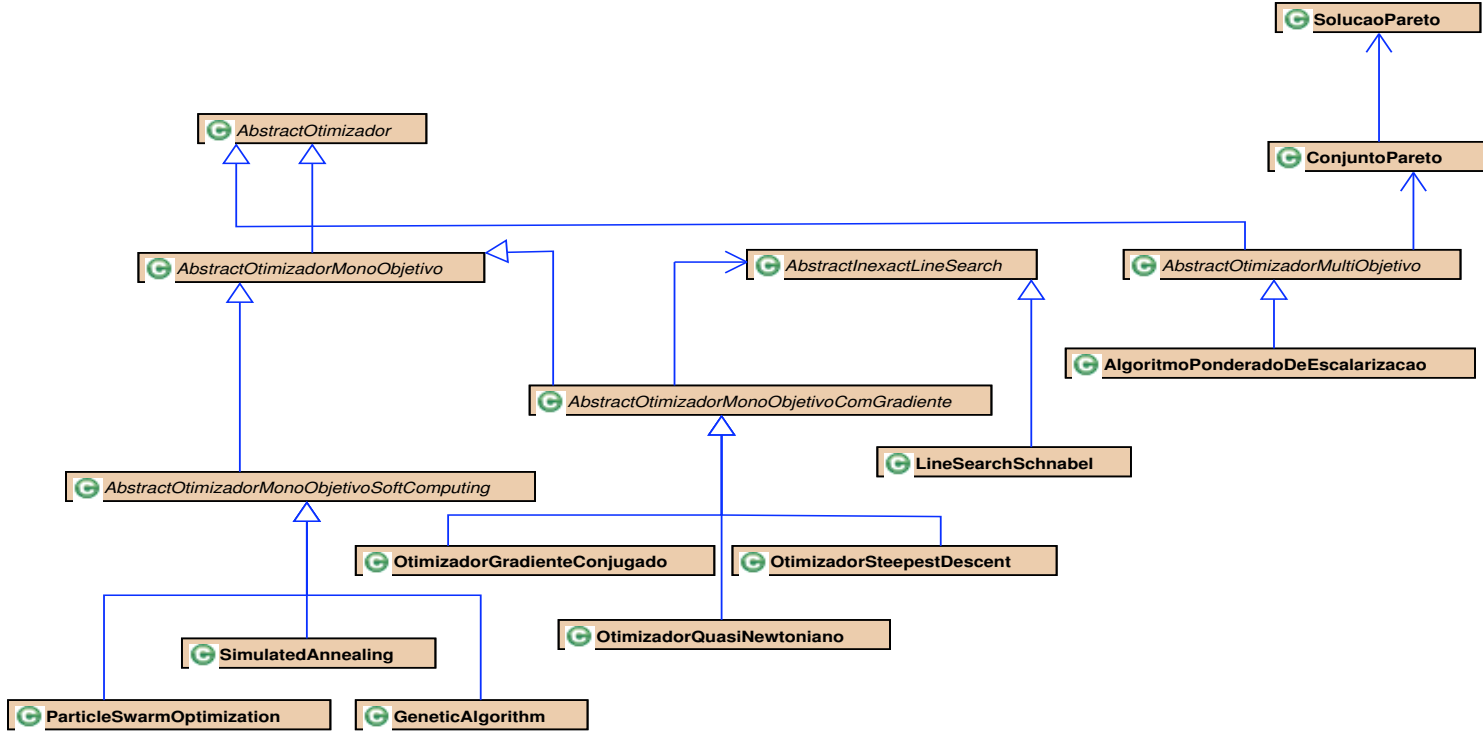 SolucaoPareto
AbstractOtimizador
ConjuntoPareto
AbstractOtimizadorMonoObjetivo
AbstractInexactLineSearch
AbstractOtimizadorMultiObjetivo
AlgoritmoPonderadoDeEscalarizacao
AbstractOtimizadorMonoObjetivoComGradiente
LineSearchSchnabel
AbstractOtimizadorMonoObjetivoSoftComputing
OtimizadorGradienteConjugado
OtimizadorSteepestDescent
OtimizadorQuasiNewtoniano
SimulatedAnnealing
ParticleSwarmOptimization
GeneticAlgorithm